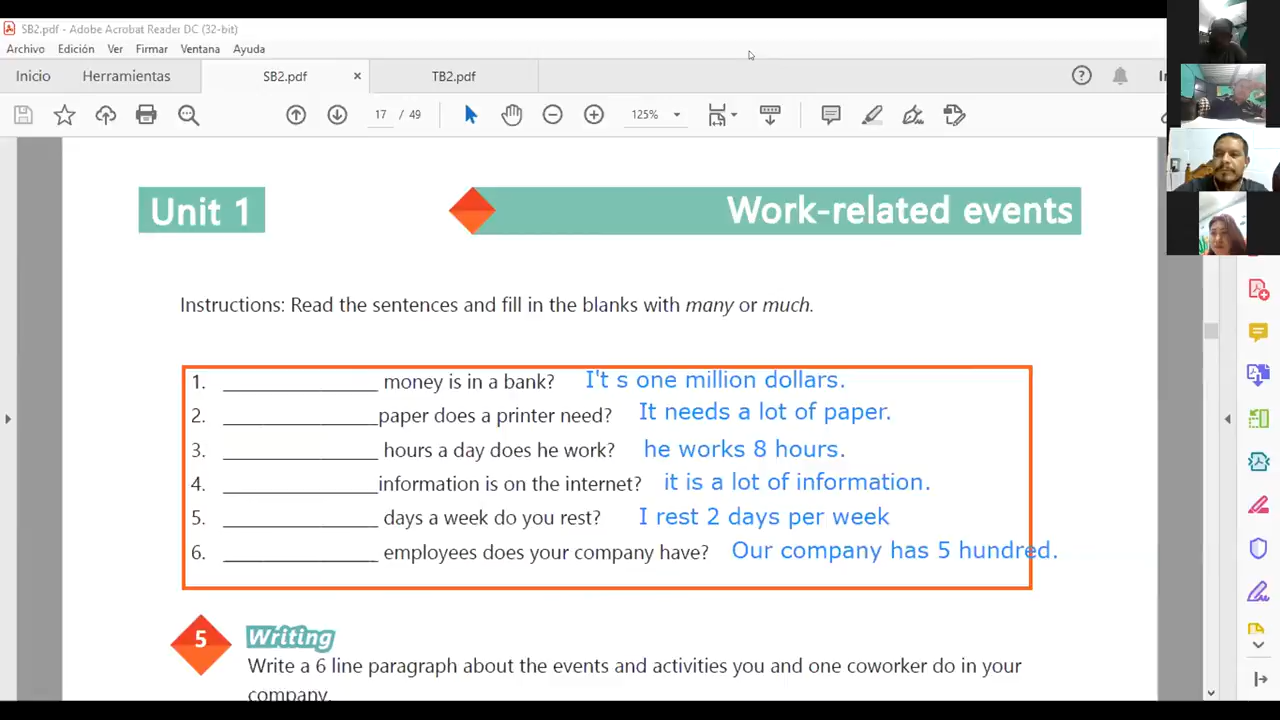 SB2.pdf - Adobe Acrobat Reader DC (32-bit)
Archivo Edición Ver Firmar Ventana Ayuda
Inicio Herramientas SB2.pdf × TB2.pdf
17 / 49 125%
Unit 1 Work-related events
Instructions: Read the sentences and fill in the blanks with many or much.
1. _______________ money is in a bank? I't s one million dollars.
2. _______________paper does a printer need? It needs a lot of paper.
3. _______________ hours a day does he work? he works 8 hours.
4. _______________information is on the internet? it is a lot of information.
5. _______________ days a week do you rest? I rest 2 days per week
6. _______________ employees does your company have? Our company has 5 hundred.
5 Writing
Write a 6 line paragraph about the events and activities you and one coworker do in your
company.